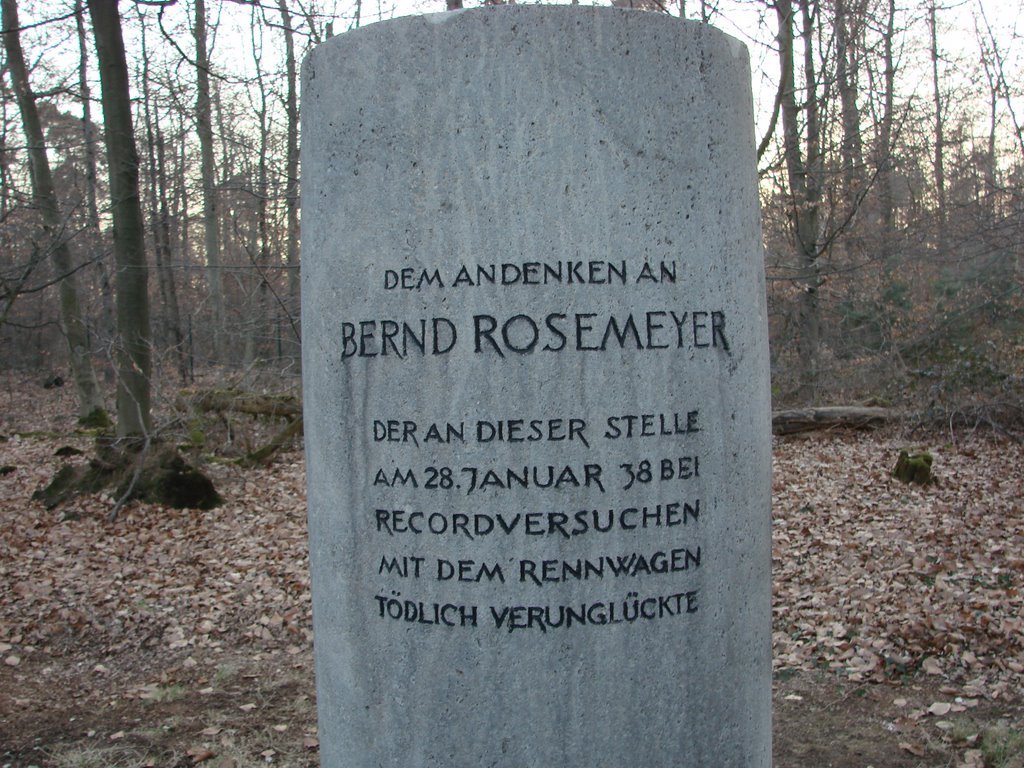 DEM ANDENKEN AN
BERND ROSEMEYER
DER AN DIESER STELLE
AM 28. JANUAR 38 BEI
RECORDVERSUCHEN
MIT DEM RENNWAGEN
TÖDLICH VERUNGLÜCKTE